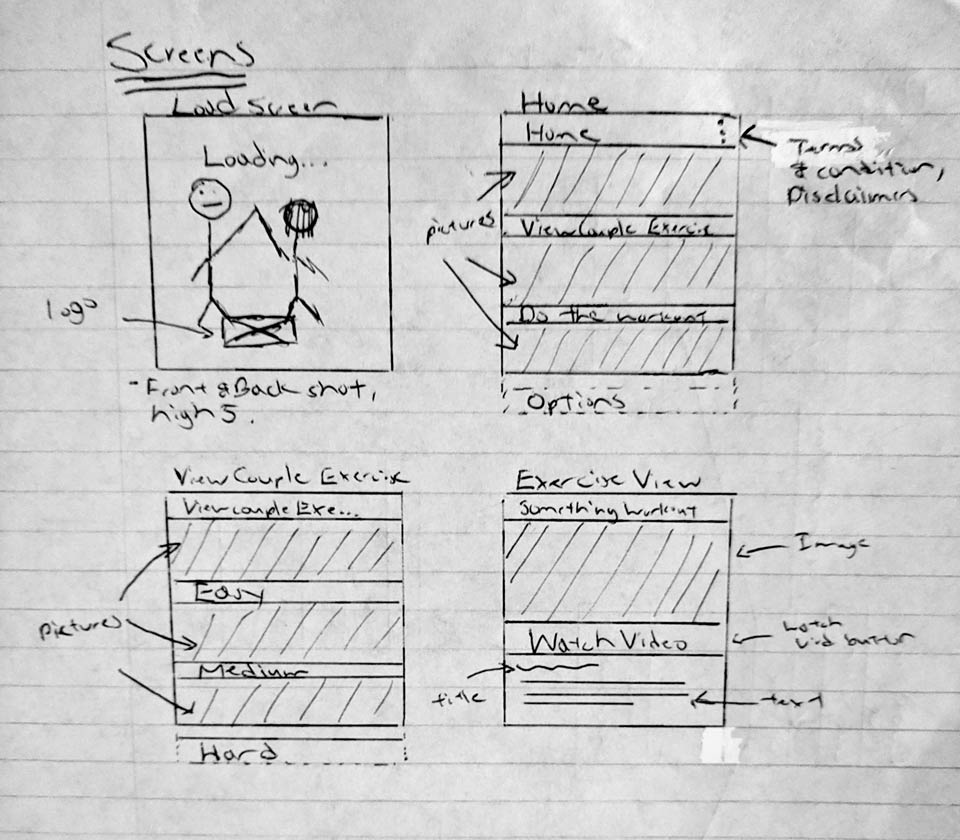 Screens
Load screen
Loading...
logo
- Front & Back shot,
high 5.
Home
Home
Terms
& condition,
Disclaimers
pictures
View Couple Exercise
Do the workout
Options
View Couple Exercise
View couple Exe...
pictures
Easy
Medium
Hard
Exercise View
Something workout
Image
Watch Video
watch
vid button
title
text